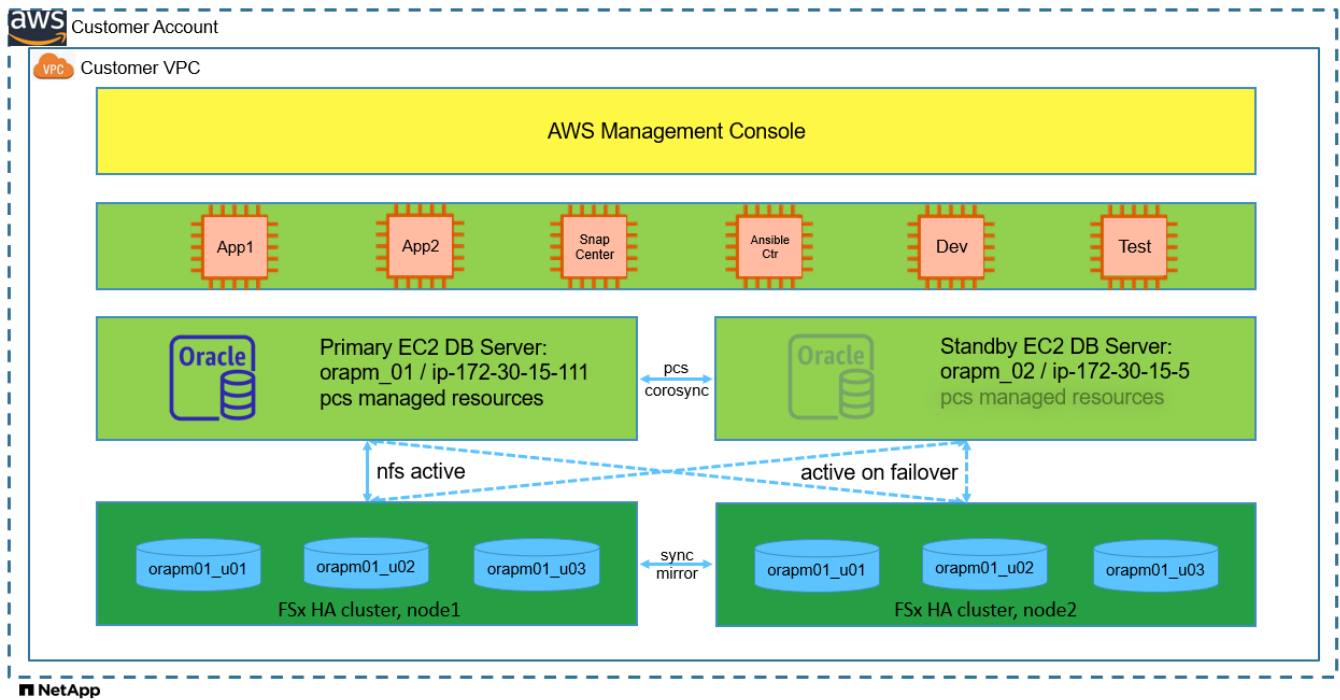 aws
Customer Account
VPC
Customer VPC
AWS Management Console
App1
App2
Snap
Center
Ansible
Ctr
Dev
Test
Oracle
Primary EC2 DB Server:
orapm_01 / ip-172-30-15-111
pcs managed resources
pcs
corosync
Oracle
Standby EC2 DB Server:
orapm_02 / ip-172-30-15-5
pcs managed resources
nfs active
active on failover
orapm01_u01
orapm01_u02
orapm01_u03
FSx HA cluster, node1
sync
mirror
orapm01_u01
orapm01_u02
orapm01_u03
FSx HA cluster, node2
NetApp